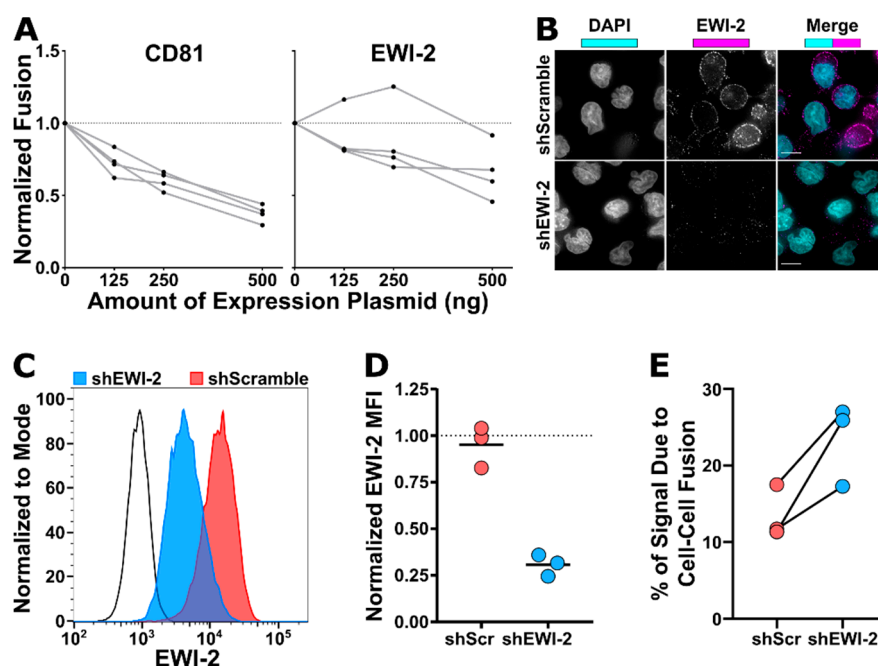 A
CD81
EWI-2
Normalized Fusion
1.5
1.0
0.5
0.0
0
125
250
500
0
125
250
500
Amount of Expression Plasmid (ng)
B
DAPI
EWI-2
Merge
shScramble
shEWI-2
C
shEWI-2
shScramble
Normalized to Mode
100
80
60
40
20
0
10²
10³
10⁴
10⁵
EWI-2
D
Normalized EWI-2 MFI
1.25
1.00
0.75
0.50
0.25
0.00
shScr
shEWI-2
E
% of Signal Due to
Cell-Cell Fusion
30
20
10
0
shScr
shEWI-2